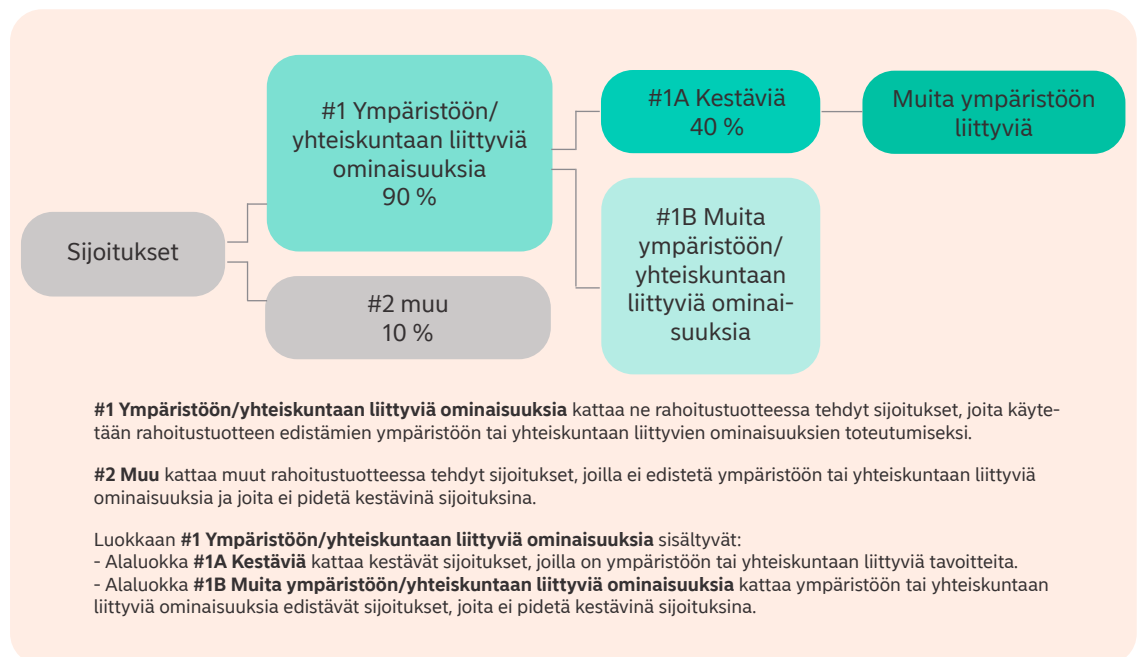 #1 Ympäristöön/
yhteiskuntaan liittyviä
ominaisuuksia
90 %
#1A Kestäviä
40 %
Muita ympäristöön
liittyviä
Sijoitukset
#1B Muita
ympäristöön/
yhteiskuntaan
liittyviä ominai-
suuksia
#2 muu
10 %
#1 Ympäristöön/yhteiskuntaan liittyviä ominaisuuksia kattaa ne rahoitustuotteessa tehdyt sijoitukset, joita käyte-
tään rahoitustuotteen edistämien ympäristöön tai yhteiskuntaan liittyvien ominaisuuksien toteutumiseksi.
#2 Muu kattaa muut rahoitustuotteessa tehdyt sijoitukset, joilla ei edistetä ympäristöön tai yhteiskuntaan liittyviä
ominaisuuksia ja joita ei pidetä kestävinä sijoituksina.
Luokkaan #1 Ympäristöön/yhteiskuntaan liittyviä ominaisuuksia sisältyvät:
- Alaluokka #1A Kestäviä kattaa kestävät sijoitukset, joilla on ympäristöön tai yhteiskuntaan liittyviä tavoitteita.
- Alaluokka #1B Muita ympäristöön/yhteiskuntaan liittyviä ominaisuuksia kattaa ympäristöön tai yhteiskuntaan
liittyviä ominaisuuksia edistävät sijoitukset, joita ei pidetä kestävinä sijoituksina.